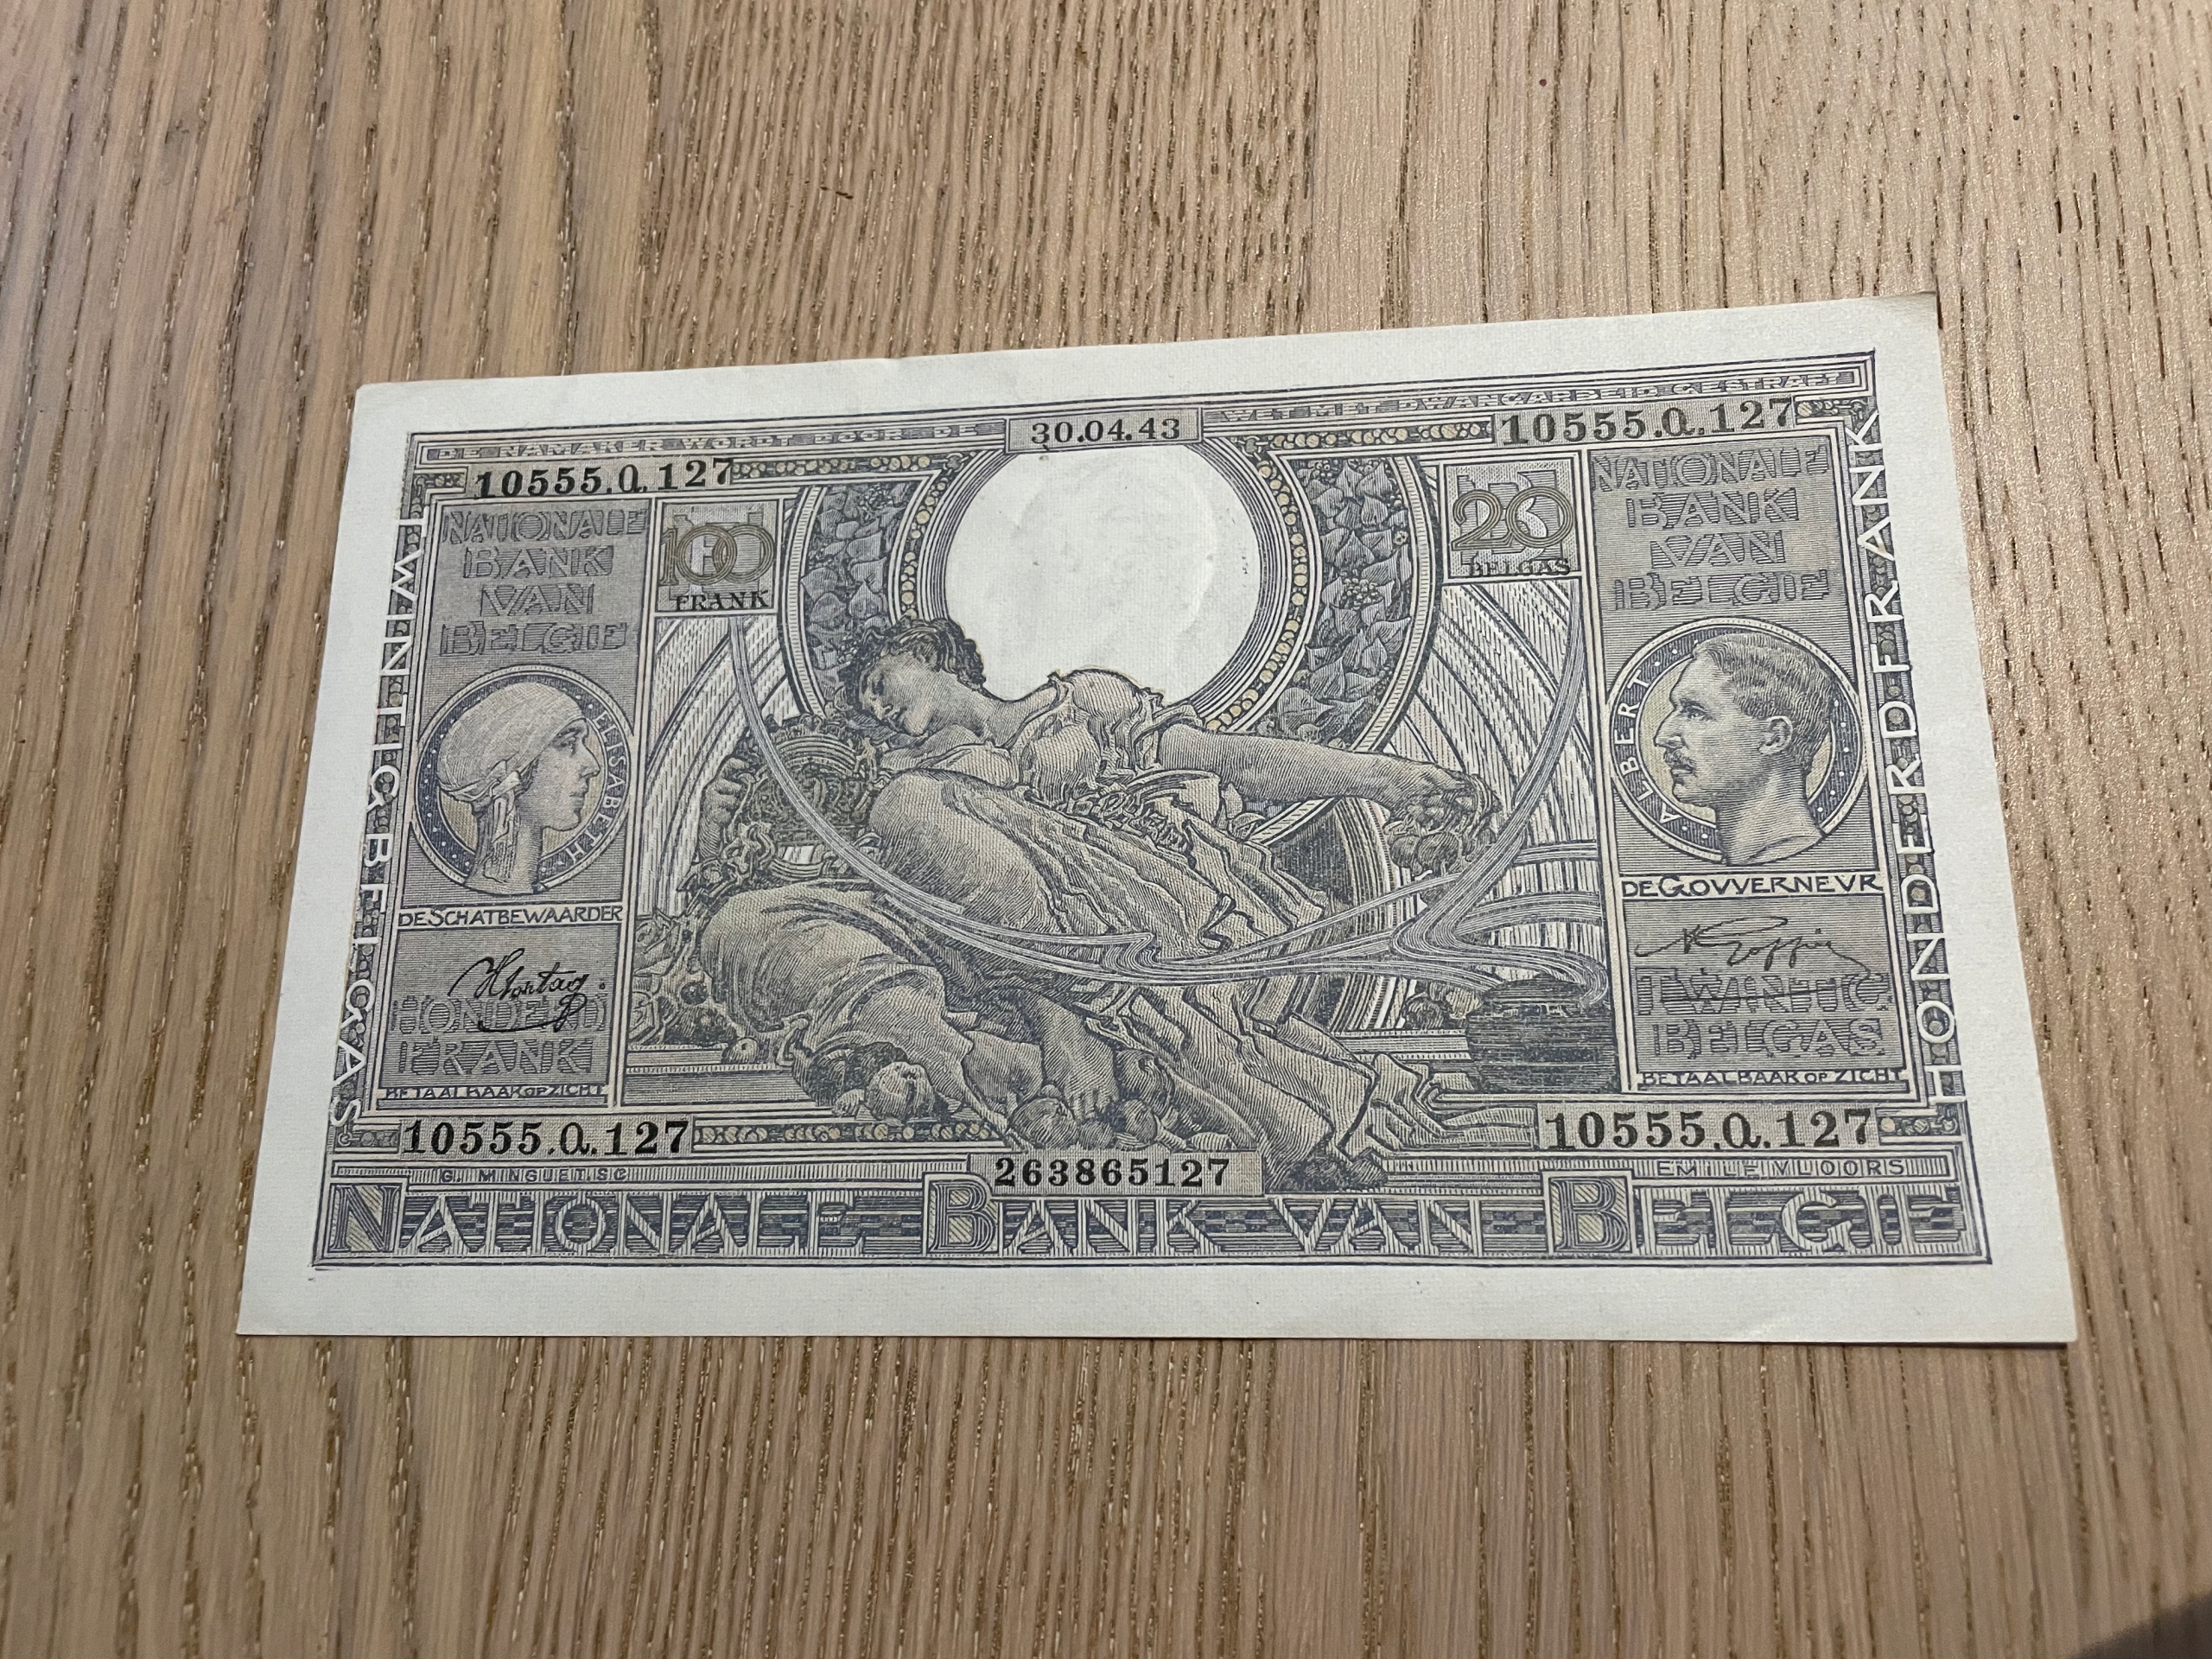 DE NAMAKER WORDT DOOR DE
30.04.43
WET MET DWANGARBEID GESTRAFT
10555.Q.127
10555.Q.127
NATIONALE
BANK
VAN
BELGIE
100
FRANK
20
BELGAS
NATIONALE
BANK
VAN
BELGIE
TWINTIG BELGAS
HONDERD FRANK
ELISABETH
ALBERT
DE SCHATBEWAARDER
DE GOVVERNEVR
HONDERD
FRANK
BETAALBAAR OP ZICHT
TWINTIG
BELGAS
BETAALBAAR OP ZICHT
10555.Q.127
10555.Q.127
263865127
G. MINGUET. SC
EMILE VLOORS
NATIONALE BANK VAN BELGIE